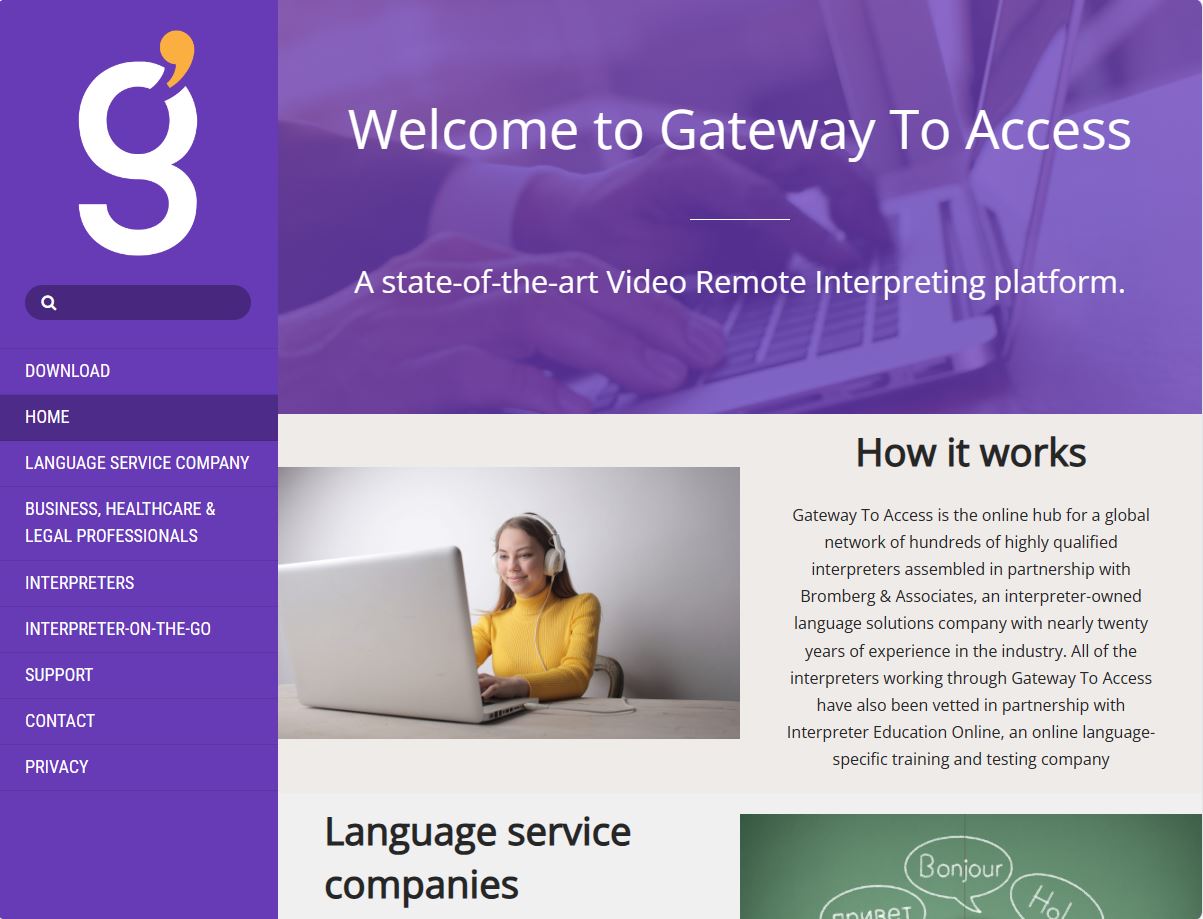 g’
DOWNLOAD
HOME
LANGUAGE SERVICE COMPANY
BUSINESS, HEALTHCARE &
LEGAL PROFESSIONALS
INTERPRETERS
INTERPRETER-ON-THE-GO
SUPPORT
CONTACT
PRIVACY
Welcome to Gateway To Access
A state-of-the-art Video Remote Interpreting platform.
How it works
Gateway To Access is the online hub for a global
network of hundreds of highly qualified
interpreters assembled in partnership with
Bromberg & Associates, an interpreter-owned
language solutions company with nearly twenty
years of experience in the industry. All of the
interpreters working through Gateway To Access
have also been vetted in partnership with
Interpreter Education Online, an online language-
specific training and testing company
Language service
companies
Bonjour
привет
Hol